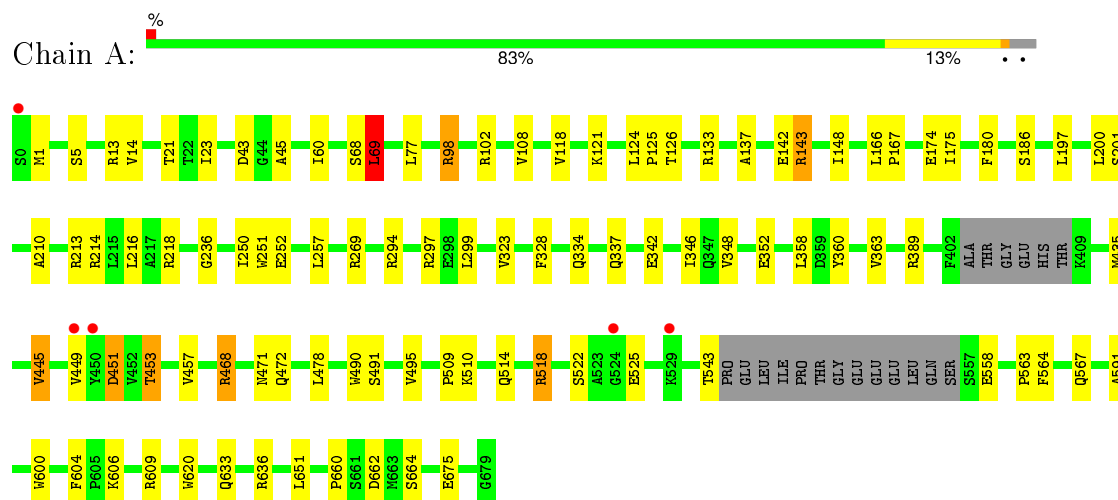 %
Chain A:
83%
13%
S0 M1 S5 R13 V14 T21 T22 I23 D43 G44 A45 I60 S68 L69 L77 R98 R102 V108 V118 K121 L124 P125 T126 R133 A137 E142 R143 I148 L166 P167 E174 I175 F180 S186 L197 L200 S201
A210 R213 R214 L215 L216 A217 R218 G236 I250 W251 E252 L257 R269 R294 R297 E298 L299 V323 F328 Q334 Q337 E342 I346 Q347 V348 E352 L358 D359 Y360 V363 R389 F402 ALA THR GLY GLU HIS THR K409 M435
V445 V449 Y450 D451 V452 T453 V457 R468 N471 Q472 L478 W490 S491 V495 P509 K510 Q514 R518 S522 A523 G524 E525 K529 T543 PRO GLU LEU ILE PRO THR GLY GLU GLU GLU LEU GLN SER S557 E558 P563 F564 Q567 A591
W600 F604 P605 K606 R609 W620 Q633 R636 L651 P660 S661 D662 M663 S664 E675 G679